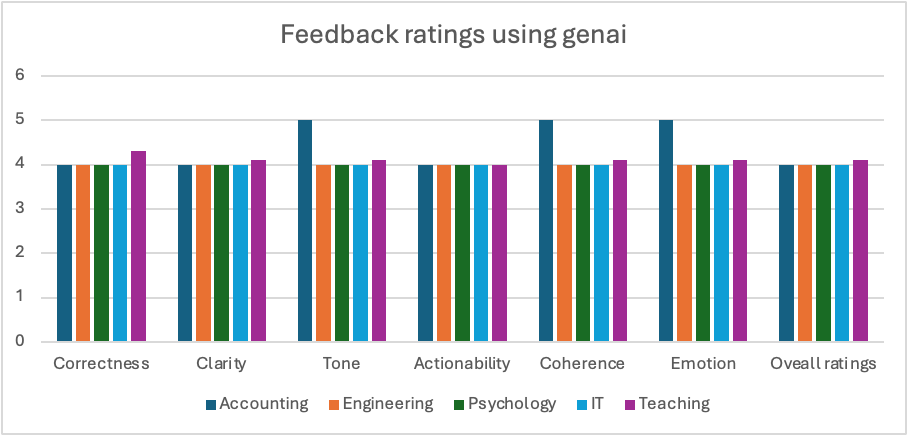 Feedback ratings using genai
6
5
4
3
2
1
0
Correctness Clarity Tone Actionability Coherence Emotion Oveall ratings
Accounting Engineering Psychology IT Teaching